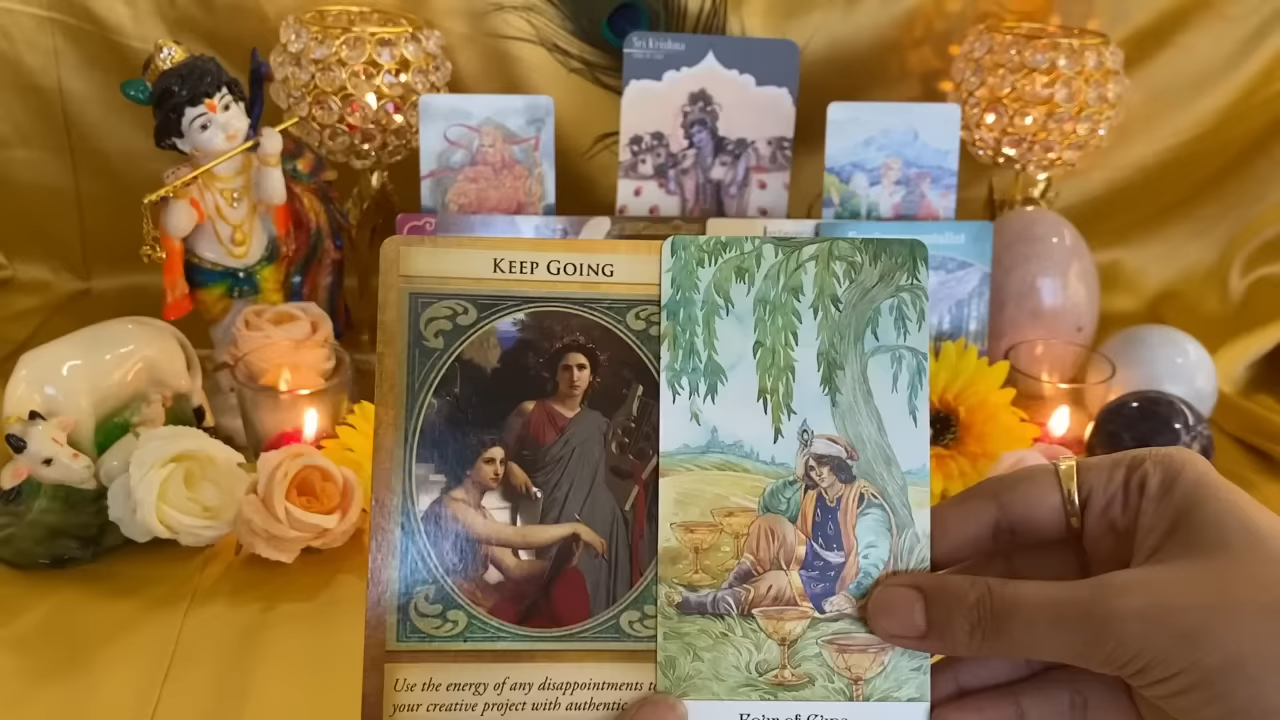 Sri Krishna
KEEP GOING
Use the energy of any disappointments
your creative project with authentic
Four of Cups